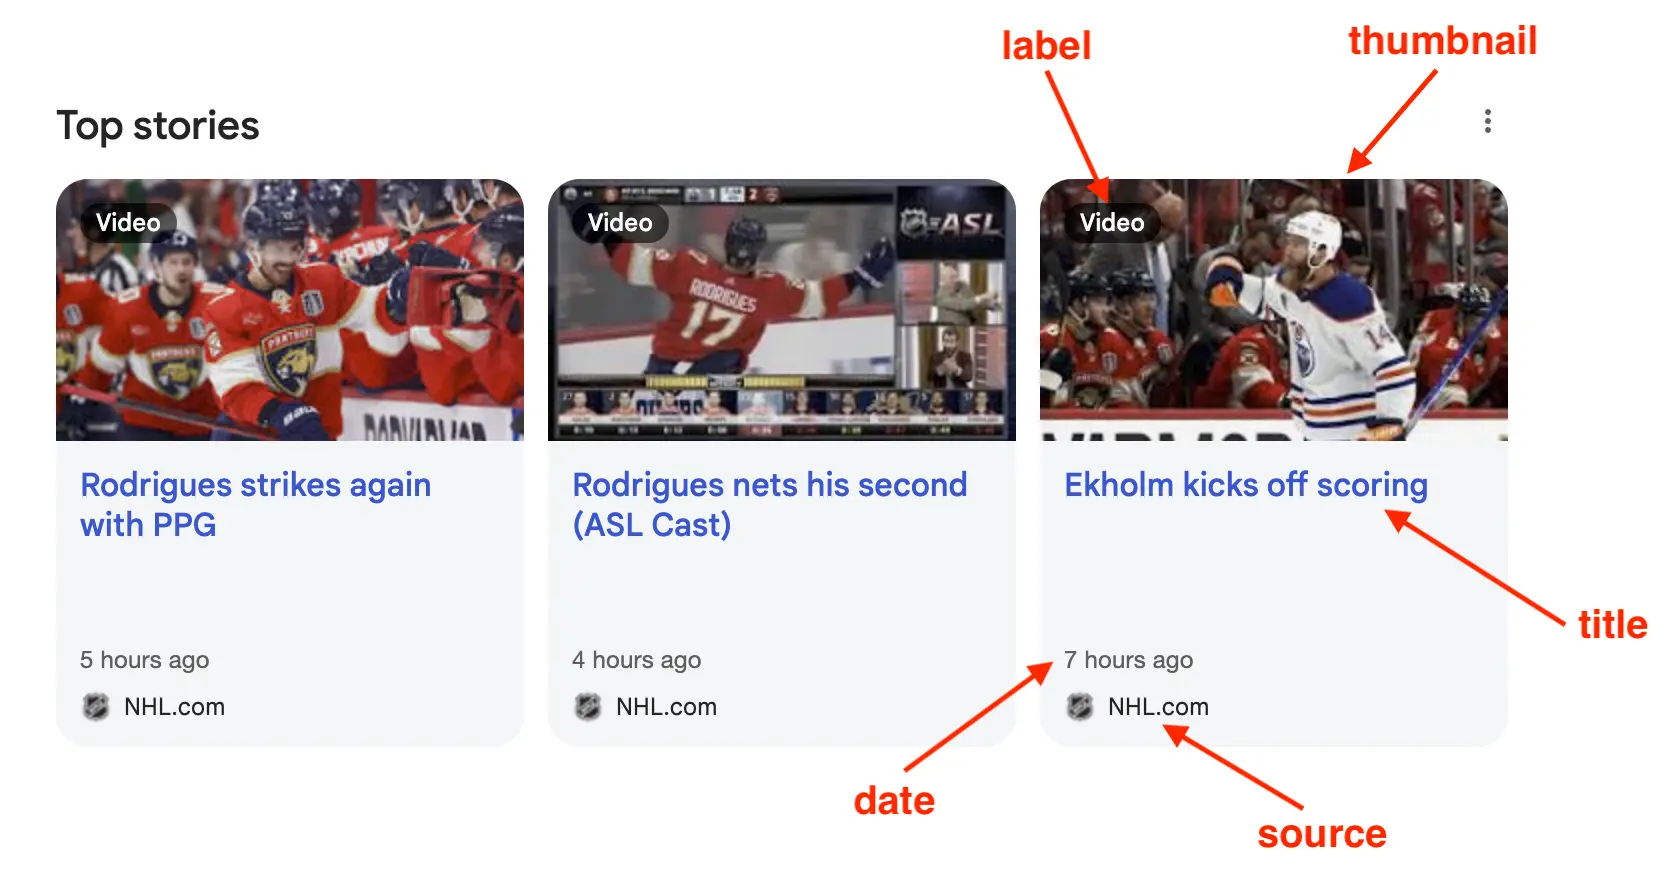 label
thumbnail
Top stories
Video
Video
Video
ASL
RODRIGUES
17
14
PANTHERS
Rodrigues strikes again
with PPG
Rodrigues nets his second
(ASL Cast)
Ekholm kicks off scoring
title
5 hours ago
4 hours ago
7 hours ago
NHL.com
NHL.com
NHL.com
date
source